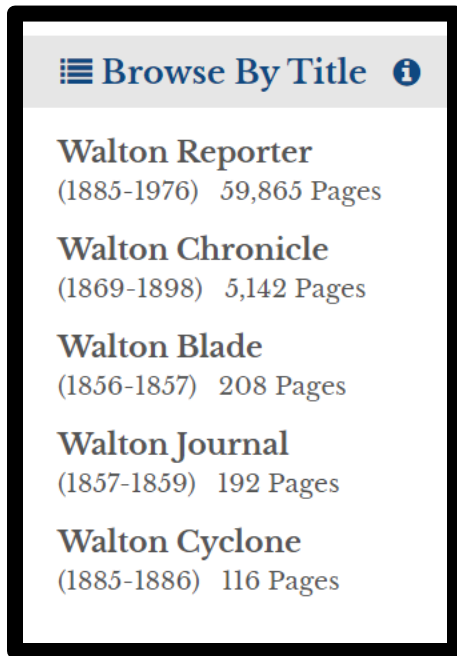 Browse By Title
Walton Reporter
(1885-1976) 59,865 Pages
Walton Chronicle
(1869-1898) 5,142 Pages
Walton Blade
(1856-1857) 208 Pages
Walton Journal
(1857-1859) 192 Pages
Walton Cyclone
(1885-1886) 116 Pages